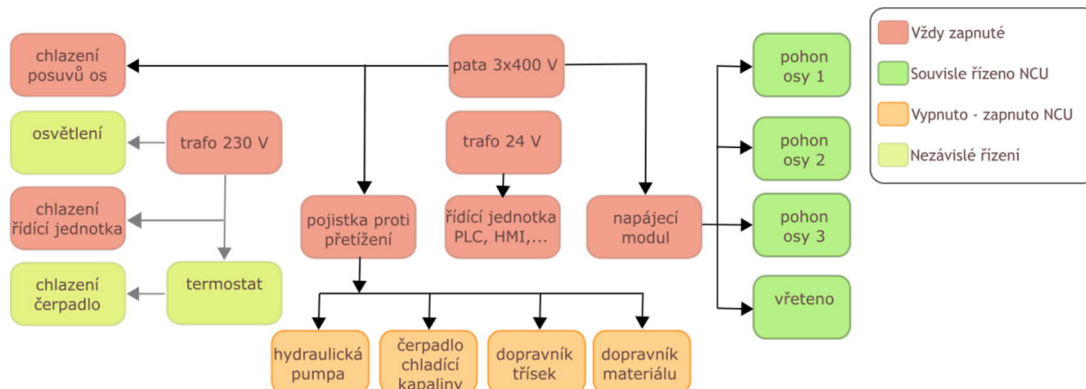 chlazení
posuvů os
pata 3x400 V
pohon
osy 1
Vždy zapnuté
Souvisle řízeno NCU
Vypnuto - zapnuto NCU
Nezávislé řízení
osvětlení
trafo 230 V
trafo 24 V
pohon
osy 2
chlazení
řídící jednotka
pojistka proti
přetížení
řídící jednotka
PLC, HMI,...
napájecí
modul
pohon
osy 3
chlazení
čerpadlo
termostat
vřeteno
hydraulická
pumpa
čerpadlo
chladící
kapaliny
dopravník
třísek
dopravník
materiálu